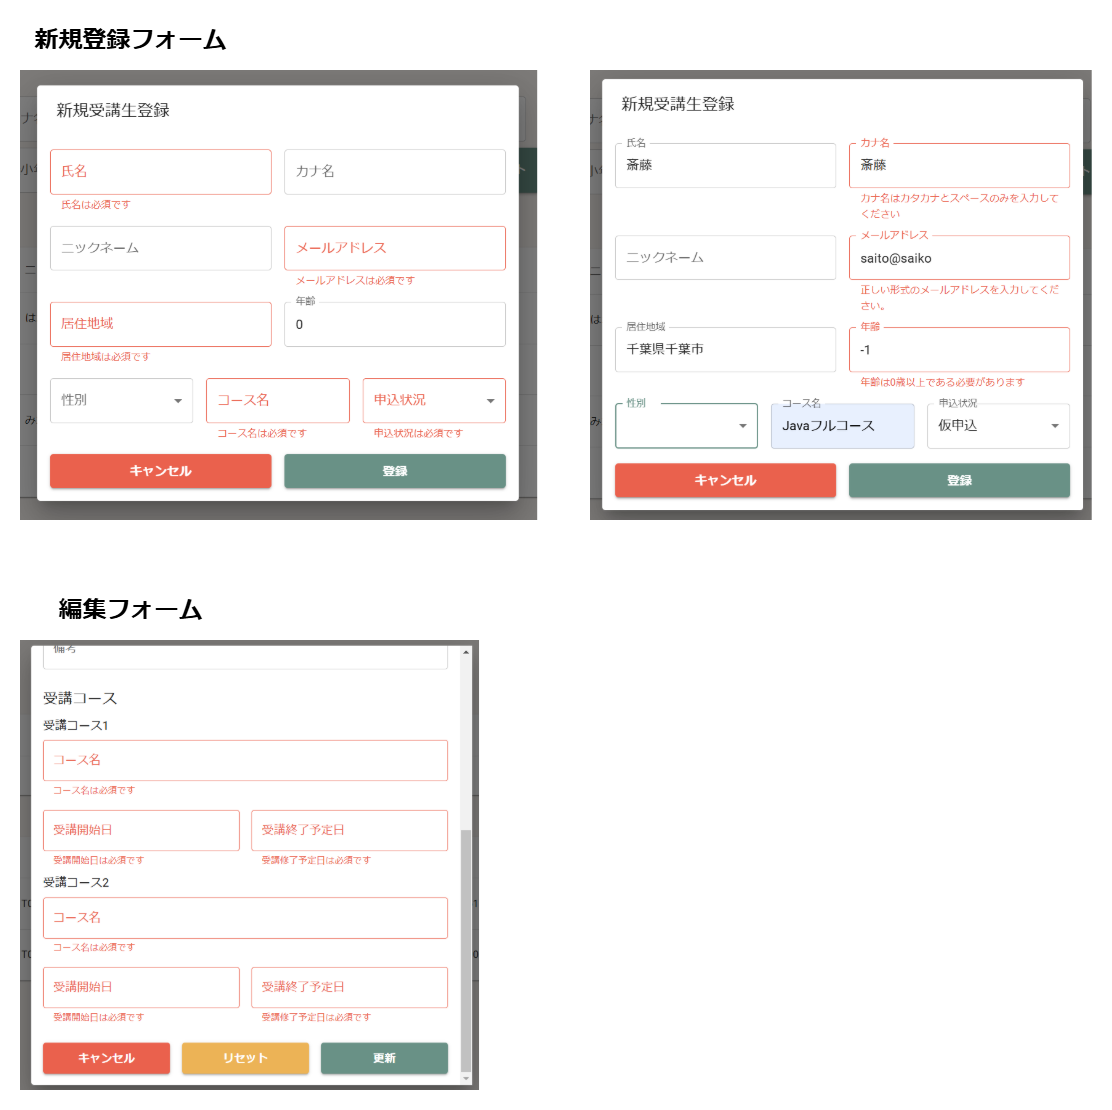 新規登録フォーム
新規受講生登録
氏名
カナ名
氏名は必須です
ニックネーム
メールアドレス
メールアドレスは必須です
居住地域
年齢
0
居住地域は必須です
性別
コース名
申込状況
コース名は必須です
申込状況は必須です
キャンセル
登録
新規受講生登録
氏名
斎藤
カナ名
斎藤
カナ名はカタカナとスペースのみを入力して
ください
ニックネーム
メールアドレス
saito@saiko
正しい形式のメールアドレスを入力してくだ
さい。
居住地域
千葉県千葉市
年齢
-1
年齢は0歳以上である必要があります
性別
コース名
Javaフルコース
申込状況
仮申込
キャンセル
登録
編集フォーム
備考
受講コース
受講コース1
コース名
コース名は必須です
受講開始日
受講終了予定日
受講開始日は必須です
受講修了予定日は必須です
受講コース2
コース名
コース名は必須です
受講開始日
受講終了予定日
受講開始日は必須です
受講修了予定日は必須です
キャンセル
リセット
更新